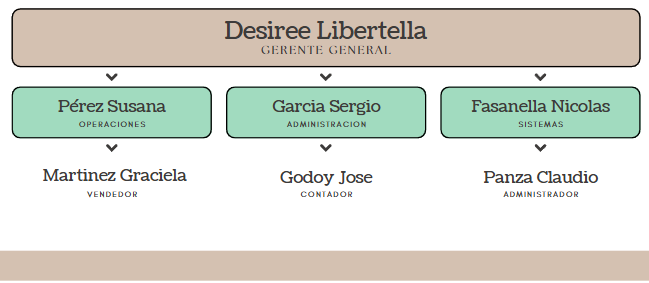 Desiree Libertella
GERENTE GENERAL
Pérez Susana
OPERACIONES
Garcia Sergio
ADMINISTRACION
Fasanella Nicolas
SISTEMAS
Martinez Graciela
VENDEDOR
Godoy Jose
CONTADOR
Panza Claudio
ADMINISTRADOR